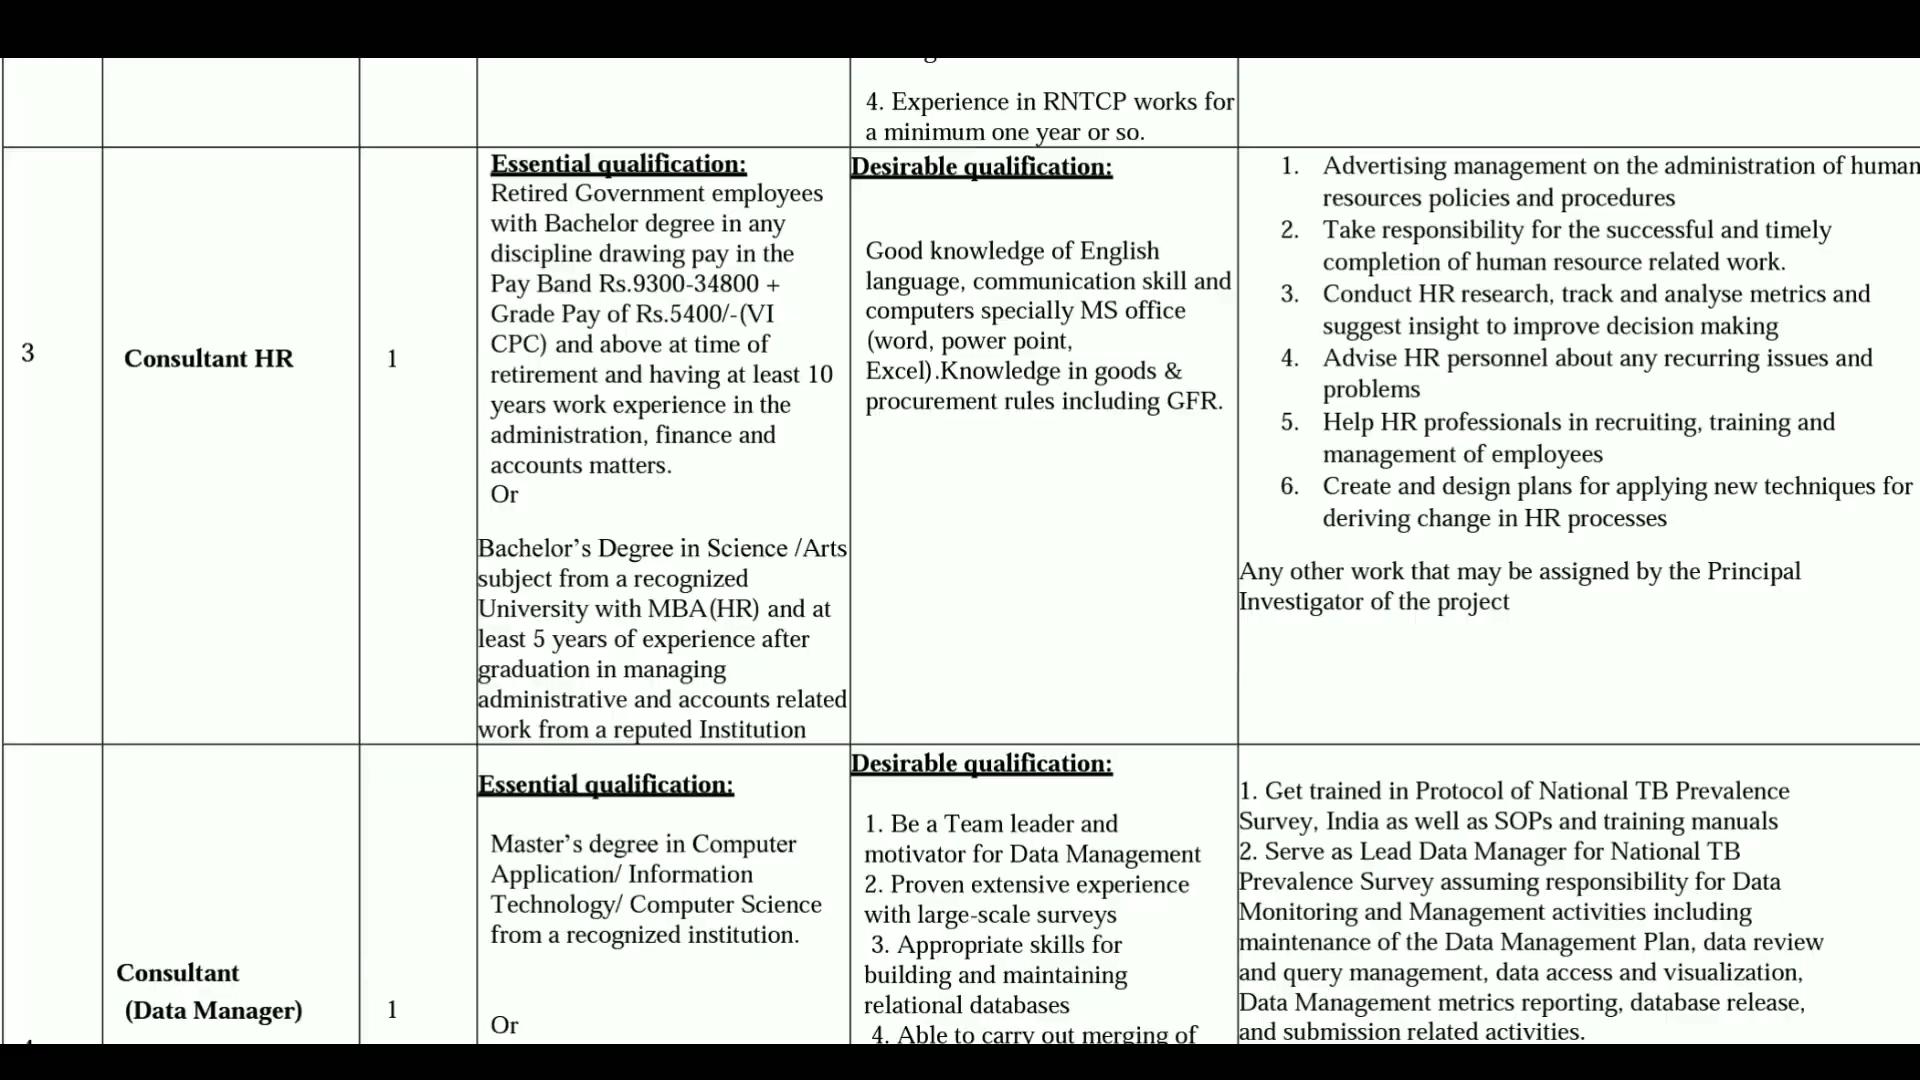 4. Experience in RNTCP works for
a minimum one year or so.
3
Consultant HR
1
Essential qualification:
Retired Government employees
with Bachelor degree in any
discipline drawing pay in the
Pay Band Rs.9300-34800 +
Grade Pay of Rs.5400/-(VI
CPC) and above at time of
retirement and having at least 10
years work experience in the
administration, finance and
accounts matters.
Or
Bachelor’s Degree in Science /Arts
subject from a recognized
University with MBA(HR) and at
least 5 years of experience after
graduation in managing
administrative and accounts related
work from a reputed Institution
Desirable qualification:
Good knowledge of English
language, communication skill and
computers specially MS office
(word, power point,
Excel).Knowledge in goods &
procurement rules including GFR.
1. Advertising management on the administration of human
resources policies and procedures
2. Take responsibility for the successful and timely
completion of human resource related work.
3. Conduct HR research, track and analyse metrics and
suggest insight to improve decision making
4. Advise HR personnel about any recurring issues and
problems
5. Help HR professionals in recruiting, training and
management of employees
6. Create and design plans for applying new techniques for
deriving change in HR processes
Any other work that may be assigned by the Principal
Investigator of the project
Consultant
(Data Manager)
1
Essential qualification:
Master’s degree in Computer
Application/ Information
Technology/ Computer Science
from a recognized institution.
Or
Desirable qualification:
1. Be a Team leader and
motivator for Data Management
2. Proven extensive experience
with large-scale surveys
3. Appropriate skills for
building and maintaining
relational databases
4. Able to carry out merging of
1. Get trained in Protocol of National TB Prevalence
Survey, India as well as SOPs and training manuals
2. Serve as Lead Data Manager for National TB
Prevalence Survey assuming responsibility for Data
Monitoring and Management activities including
maintenance of the Data Management Plan, data review
and query management, data access and visualization,
Data Management metrics reporting, database release,
and submission related activities.